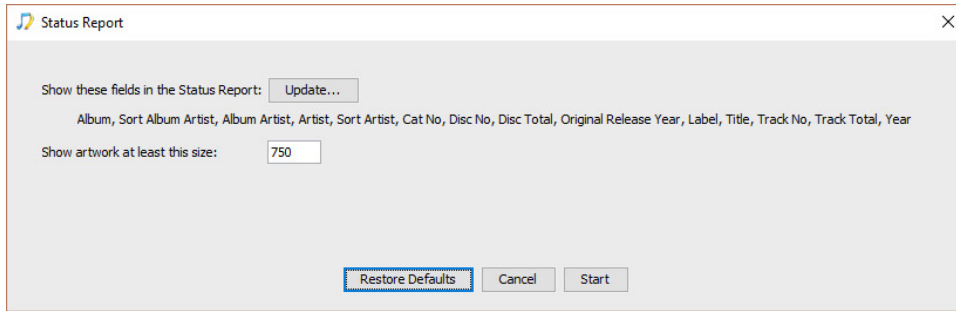 Status Report
Show these fields in the Status Report: Update...
Album, Sort Album Artist, Album Artist, Artist, Sort Artist, Cat No, Disc No, Disc Total, Original Release Year, Label, Title, Track No, Track Total, Year
Show artwork at least this size: 750
Restore Defaults Cancel Start